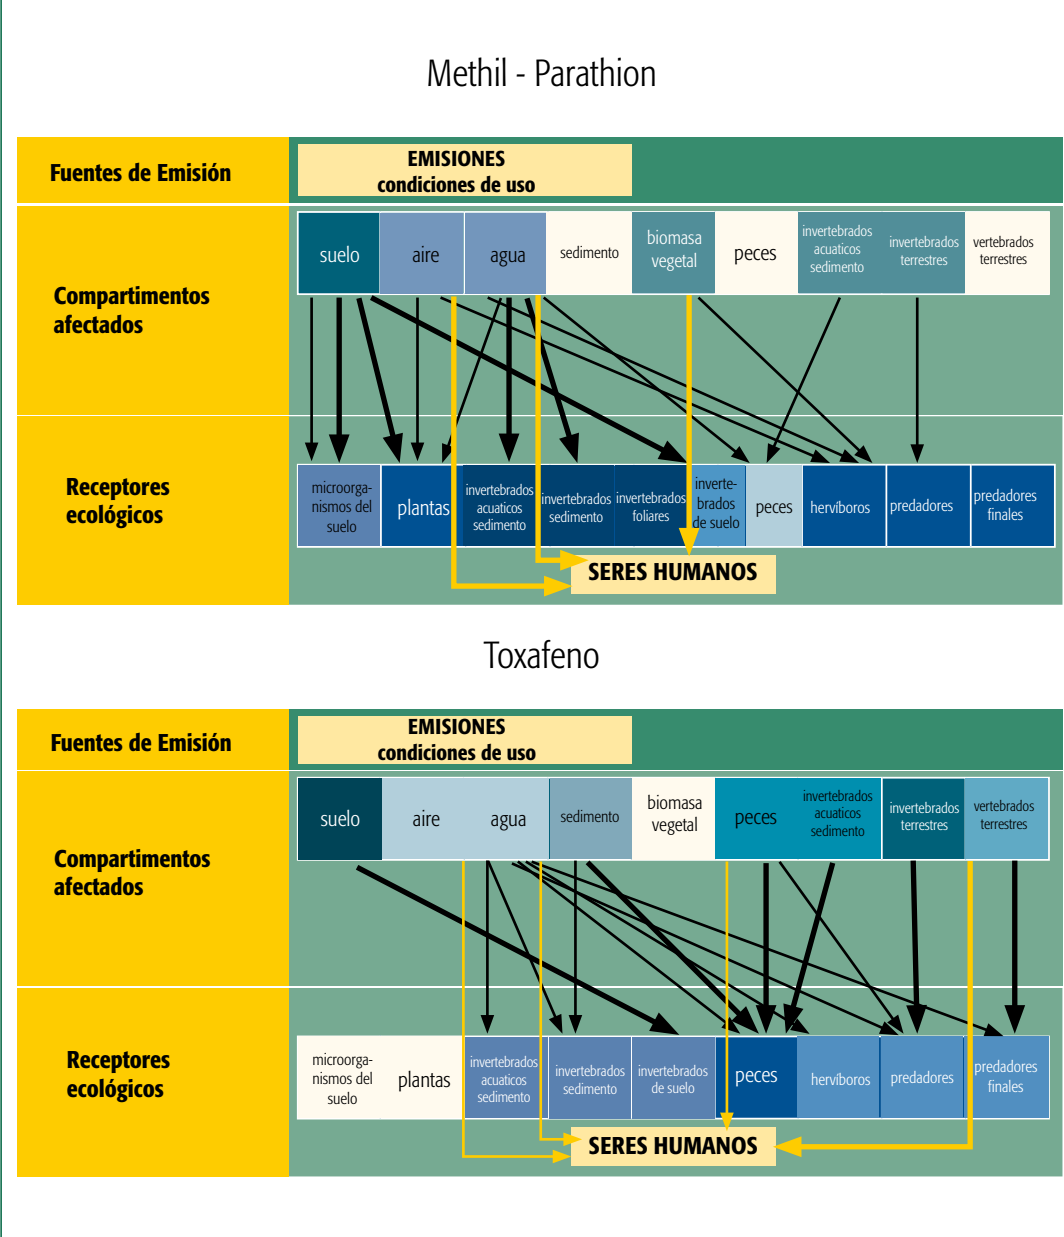 Methil - Parathion
Fuentes de Emisión
EMISIONES
condiciones de uso
Compartimentos
afectados
suelo
aire
agua
sedimento
biomasa
vegetal
peces
invertebrados
acuaticos
sedimento
invertebrados
terrestres
vertebrados
terrestres
Receptores
ecológicos
microorga-
nismos del
suelo
plantas
invertebrados
acuaticos
sedimento
invertebrados
sedimento
invertebrados
foliares
inverte-
brados
de suelo
peces
hervíboros
predadores
predadores
finales
SERES HUMANOS
Toxafeno
Fuentes de Emisión
EMISIONES
condiciones de uso
Compartimentos
afectados
suelo
aire
agua
sedimento
biomasa
vegetal
peces
invertebrados
acuaticos
sedimento
invertebrados
terrestres
vertebrados
terrestres
Receptores
ecológicos
microorga-
nismos del
suelo
plantas
invertebrados
acuaticos
sedimento
invertebrados
sedimento
invertebrados
de suelo
peces
hervíboros
predadores
predadores
finales
SERES HUMANOS